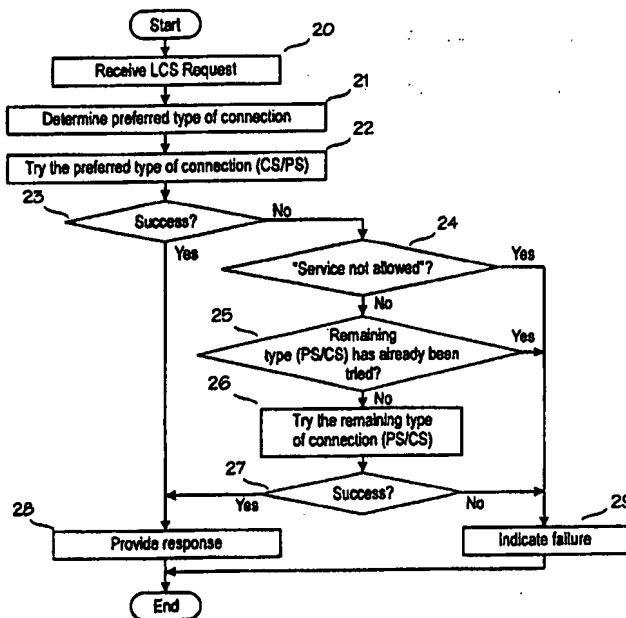 Start
20
Receive LCS Request
21
Determine preferred type of connection
22
Try the preferred type of connection (CS/PS)
23
Success?
No
Yes
24
"Service not allowed"?
Yes
No
25
Remaining
type (PS/CS) has already been
tried?
Yes
No
26
Try the remaining type
of connection (PS/CS)
27
Success?
Yes
No
28
Provide response
29
Indicate failure
End